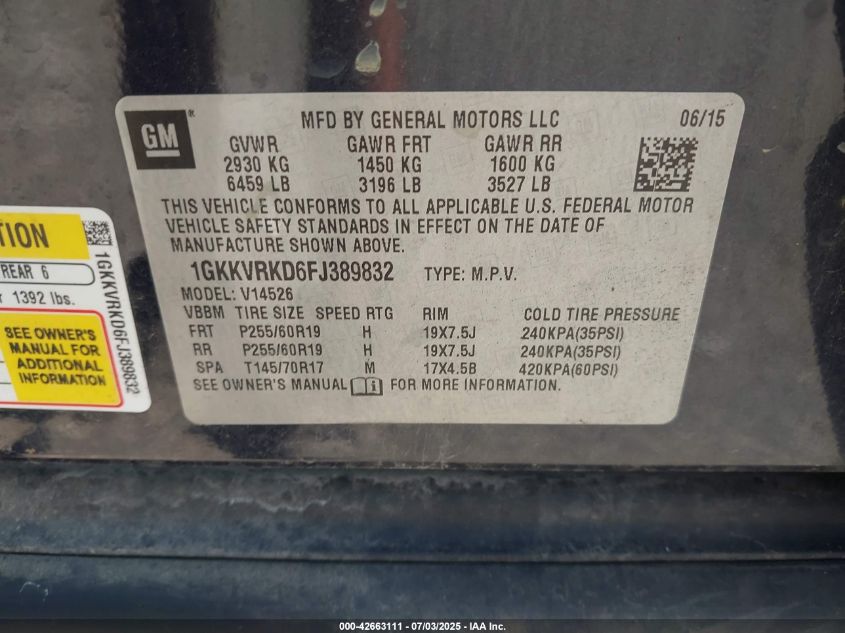 GM ® MFD BY GENERAL MOTORS LLC 06/15
GVWR GAWR FRT GAWR RR
2930 KG 1450 KG 1600 KG
6459 LB 3196 LB 3527 LB
THIS VEHICLE CONFORMS TO ALL APPLICABLE U.S. FEDERAL MOTOR
VEHICLE SAFETY STANDARDS IN EFFECT ON THE DATE OF
MANUFACTURE SHOWN ABOVE.
1GKKVRKD6FJ389832 TYPE: M.P.V.
MODEL: V14526
VBBM TIRE SIZE SPEED RTG RIM COLD TIRE PRESSURE
FRT P255/60R19 H 19X7.5J 240KPA(35PSI)
RR P255/60R19 H 19X7.5J 240KPA(35PSI)
SPA T145/70R17 M 17X4.5B 420KPA(60PSI)
SEE OWNER'S MANUAL i FOR MORE INFORMATION.
REAR 6
1392 lbs.
SEE OWNER'S
MANUAL FOR
ADDITIONAL
INFORMATION
1GKKVRKD6FJ389832
000-42663111 - 07/03/2025 - IAA Inc.